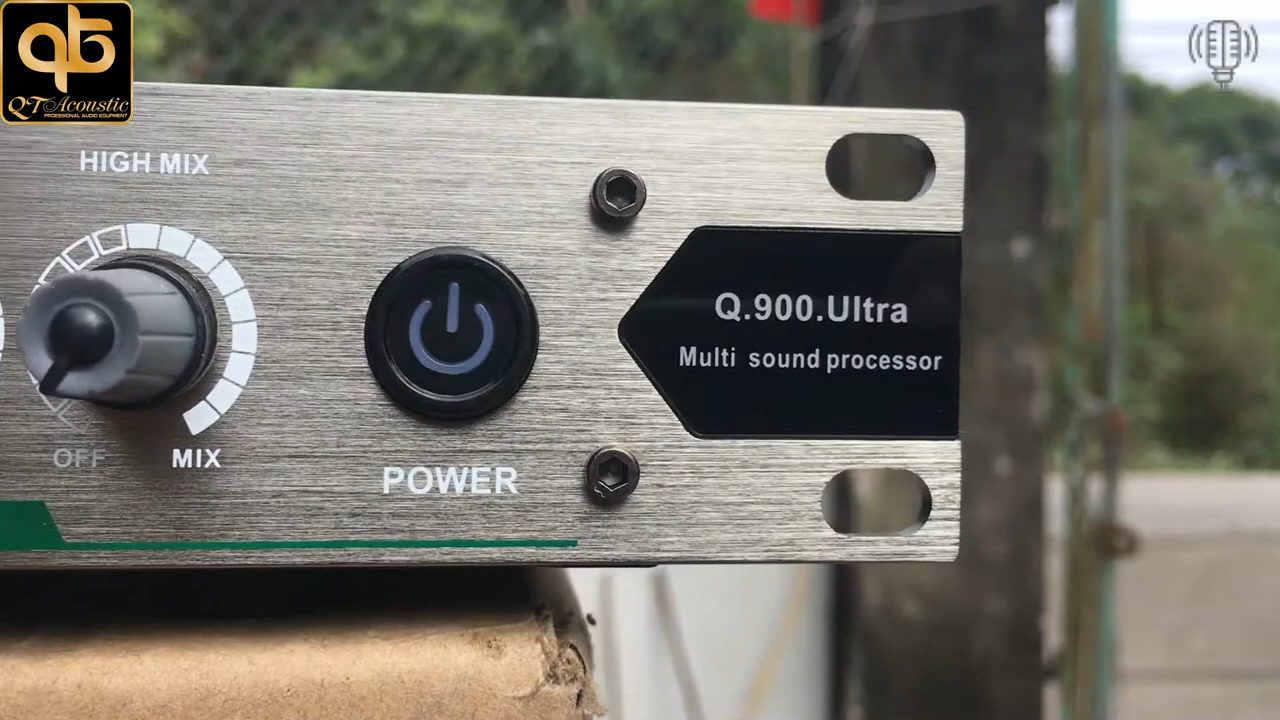 QT Acoustic
PROFESSIONAL AUDIO EQUIPMENT
HIGH MIX
OFF
MIX
POWER
Q.900.Ultra
Multi sound processor